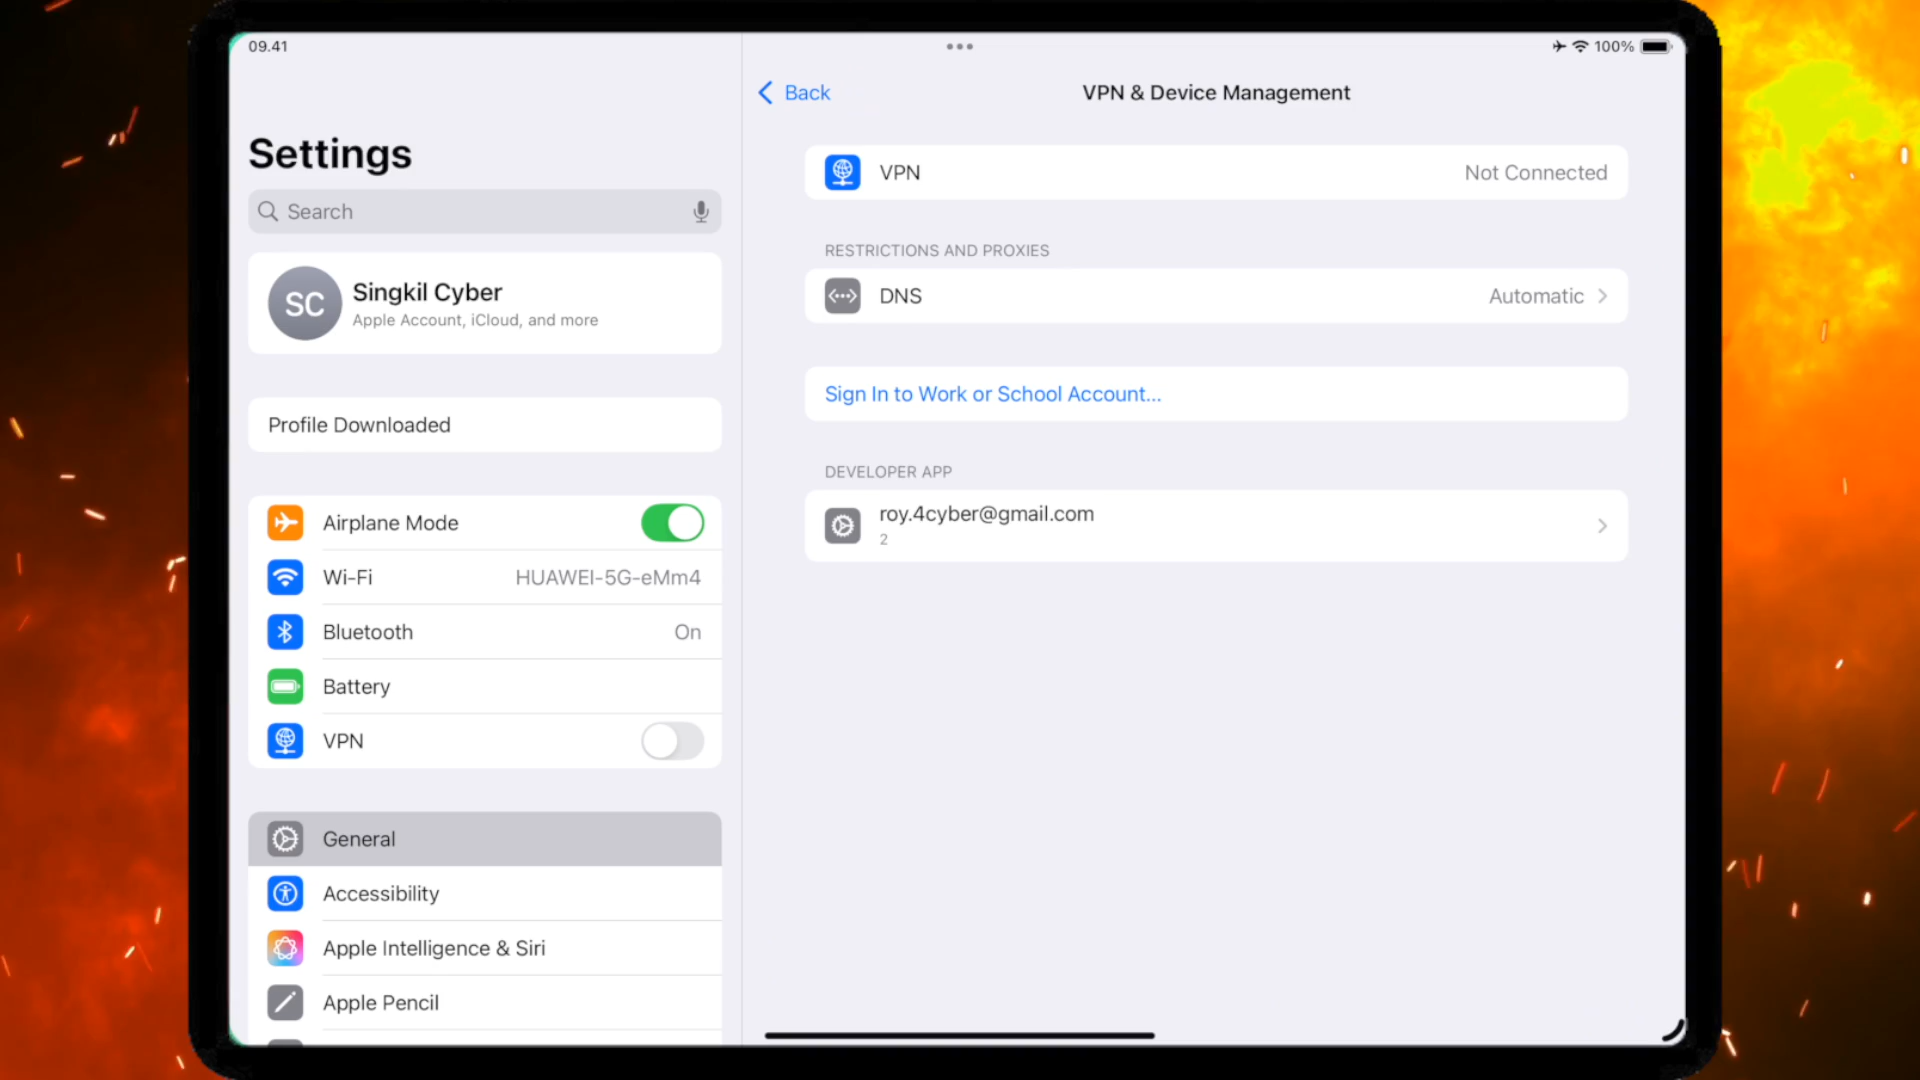 09.41
100%
Settings
Search
SC
Singkil Cyber
Apple Account, iCloud, and more
Profile Downloaded
Airplane Mode
Wi-Fi HUAWEI-5G-eMm4
Bluetooth On
Battery
VPN
General
Accessibility
Apple Intelligence & Siri
Apple Pencil
Back
VPN & Device Management
VPN Not Connected
RESTRICTIONS AND PROXIES
DNS Automatic
Sign In to Work or School Account...
DEVELOPER APP
roy.4cyber@gmail.com
2